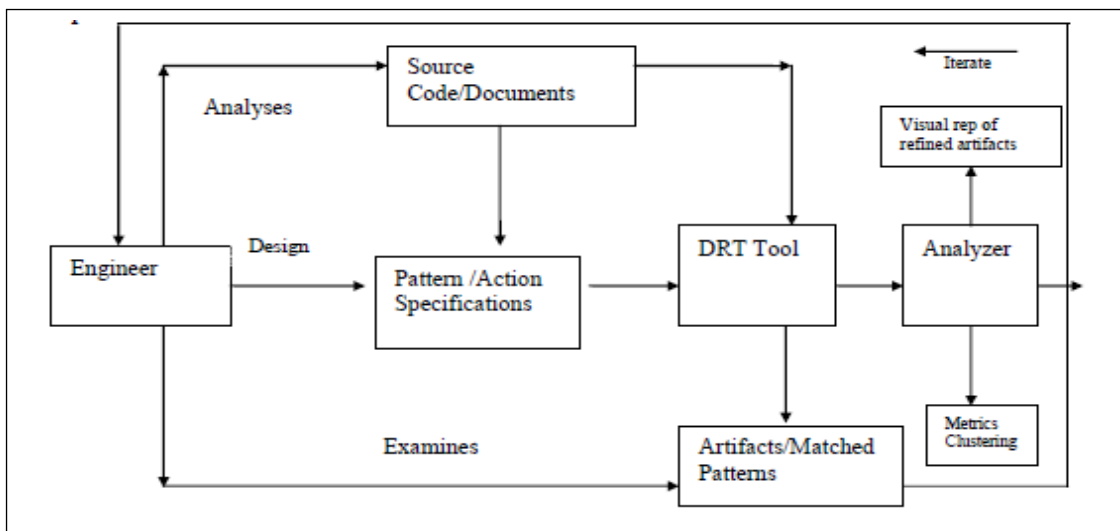 Source
Code/Documents
Iterate
Analyses
Visual rep of
refined artifacts
Design
Engineer
Pattern /Action
Specifications
DRT Tool
Analyzer
Examines
Artifacts/Matched
Patterns
Metrics
Clustering